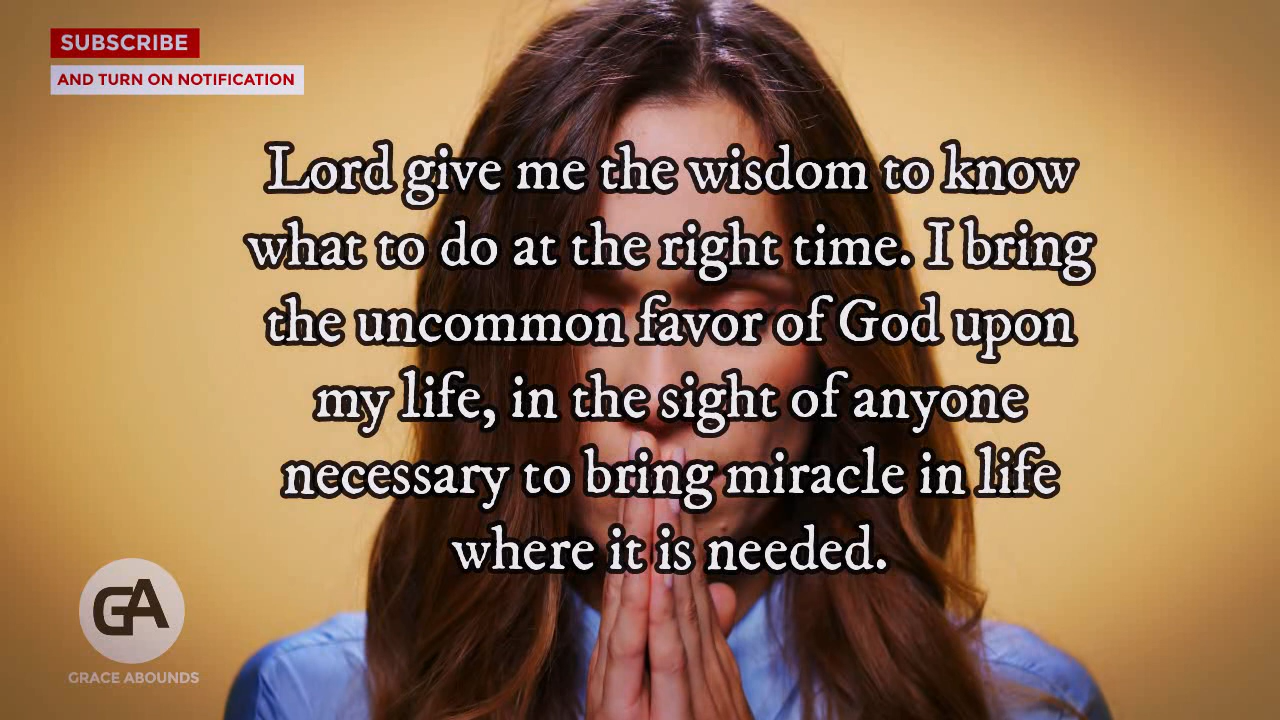 SUBSCRIBE
AND TURN ON NOTIFICATION
Lord give me the wisdom to know
what to do at the right time. I bring
the uncommon favor of God upon
my life, in the sight of anyone
necessary to bring miracle in life
where it is needed.
GA
GRACE ABOUNDS